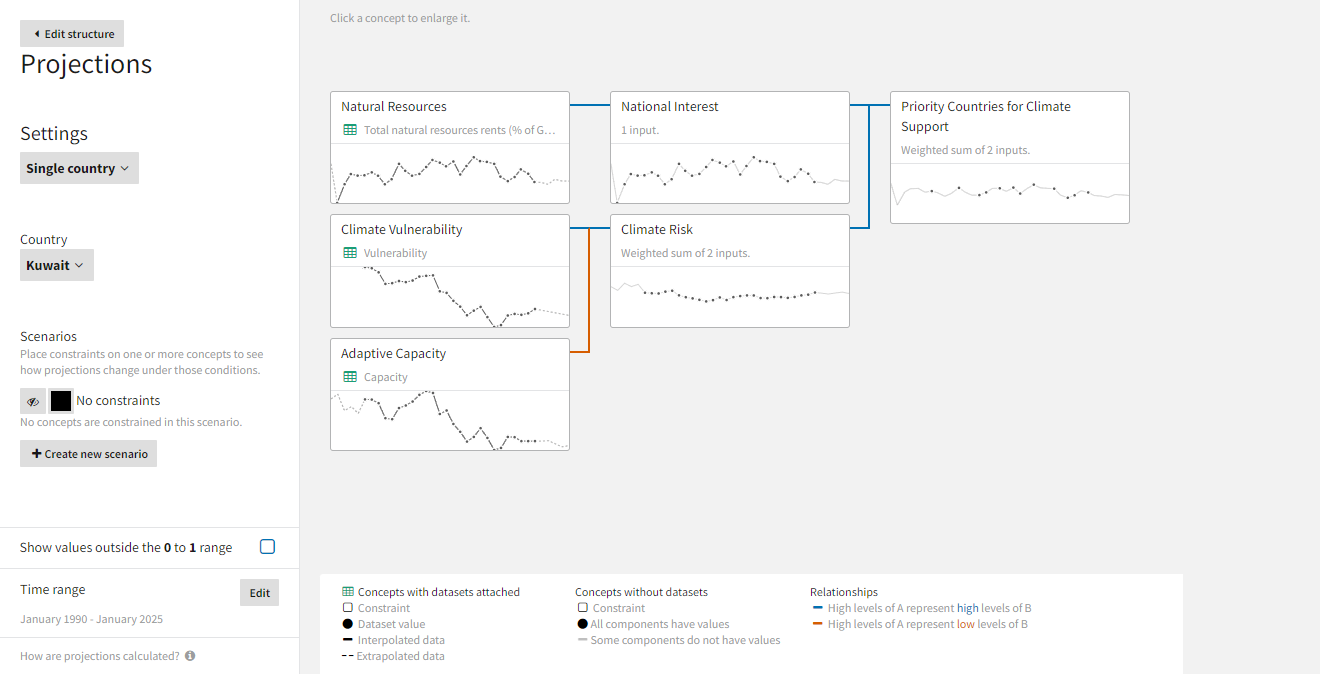 Edit structure
Projections
Settings
Single country
Country
Kuwait
Scenarios
Place constraints on one or more concepts to see
how projections change under those conditions.
No constraints
No concepts are constrained in this scenario.
Create new scenario
Show values outside the 0 to 1 range
Time range
Edit
January 1990 - January 2025
How are projections calculated?
Click a concept to enlarge it.
Natural Resources
Total natural resources rents (% of G...
National Interest
1 input.
Priority Countries for Climate
Support
Weighted sum of 2 inputs.
Climate Vulnerability
Vulnerability
Climate Risk
Weighted sum of 2 inputs.
Adaptive Capacity
Capacity
Concepts with datasets attached
Constraint
Dataset value
Interpolated data
Extrapolated data
Concepts without datasets
Constraint
All components have values
Some components do not have values
Relationships
High levels of A represent high levels of B
High levels of A represent low levels of B